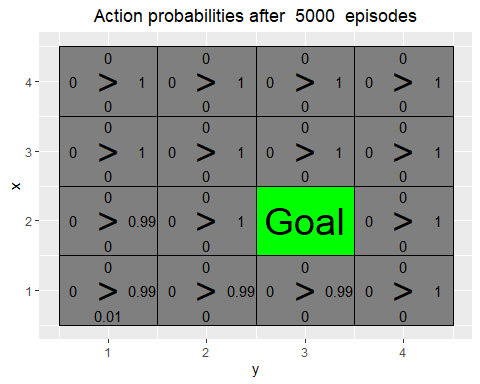 Action probabilities after 5000 episodes
0 0 0 0
4 0 > 1 0 > 1 0 > 1 0 > 1
0 0 0 0
0 0 0 0
3 0 > 1 0 > 1 0 > 1 0 > 1
0 0 0 0
x
0 0 0
2 0 > 0.99 0 > 1 Goal 0 > 1
0 0 0
0 0 0 0
1 0 > 0.99 0 > 0.99 0 > 0.99 0 > 1
0.01 0 0 0
1 2 3 4
y